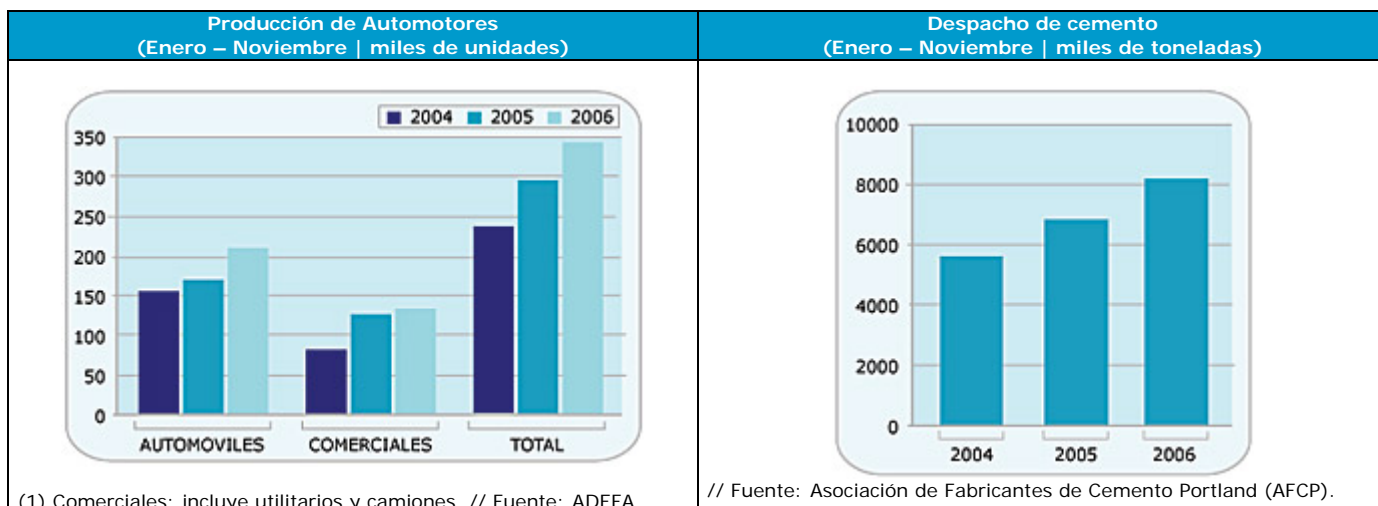 Producción de Automotores
(Enero – Noviembre | miles de unidades)
2004 2005 2006
350
300
250
200
150
100
50
0
AUTOMOVILES COMERCIALES TOTAL
(1) Comerciales: incluye utilitarios y camiones. // Fuente: ADEFA
Despacho de cemento
(Enero – Noviembre | miles de toneladas)
10000
8000
6000
4000
2000
0
2004 2005 2006
// Fuente: Asociación de Fabricantes de Cemento Portland (AFCP).